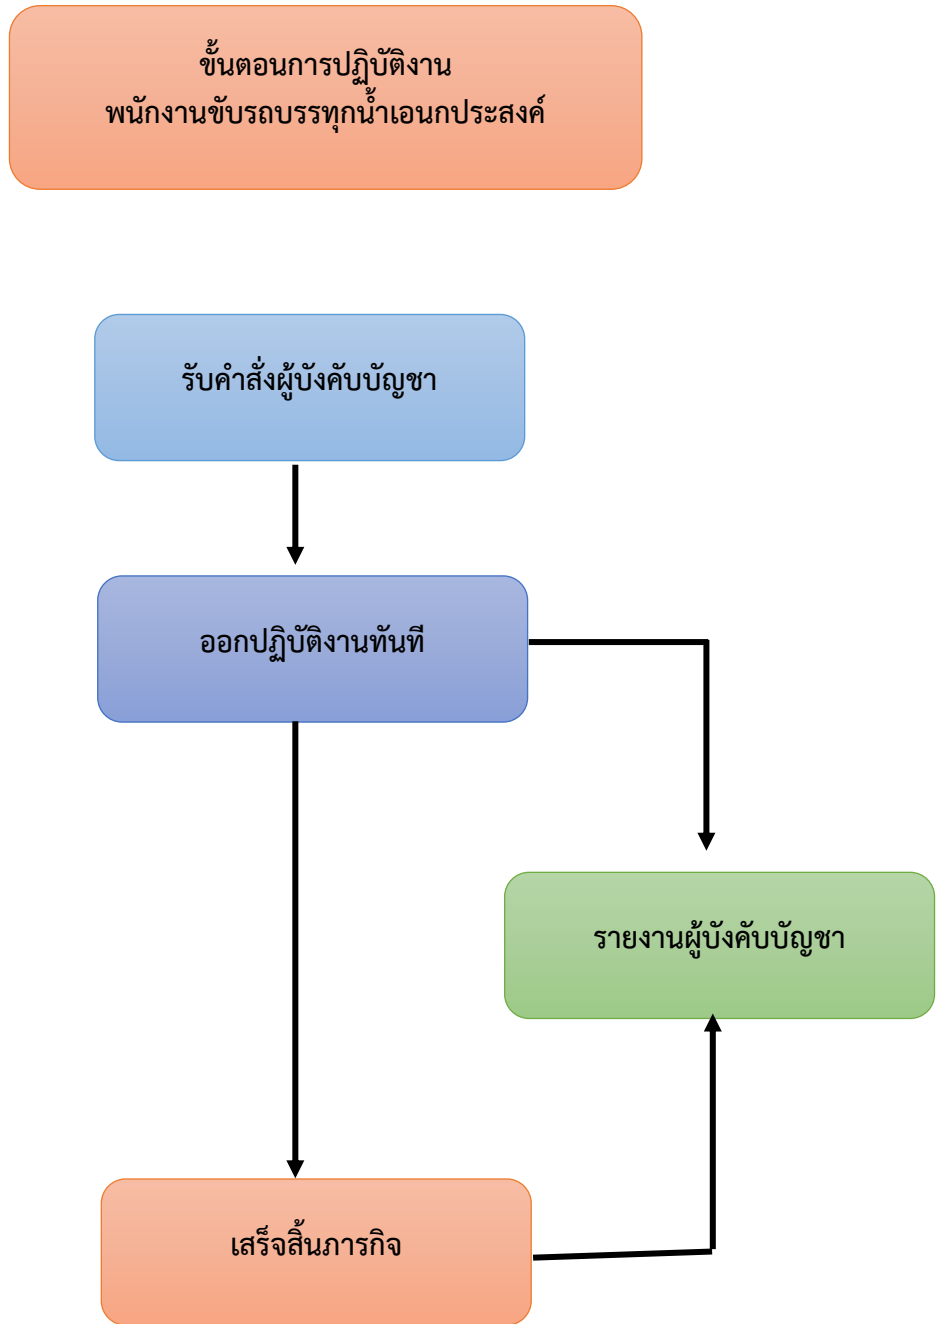 ขั้นตอนการปฏิบัติงาน
พนักงานขับรถบรรทุกน้ำเอนกประสงค์
รับคำสั่งผู้บังคับบัญชา
ออกปฏิบัติงานทันที
รายงานผู้บังคับบัญชา
เสร็จสิ้นภารกิจ